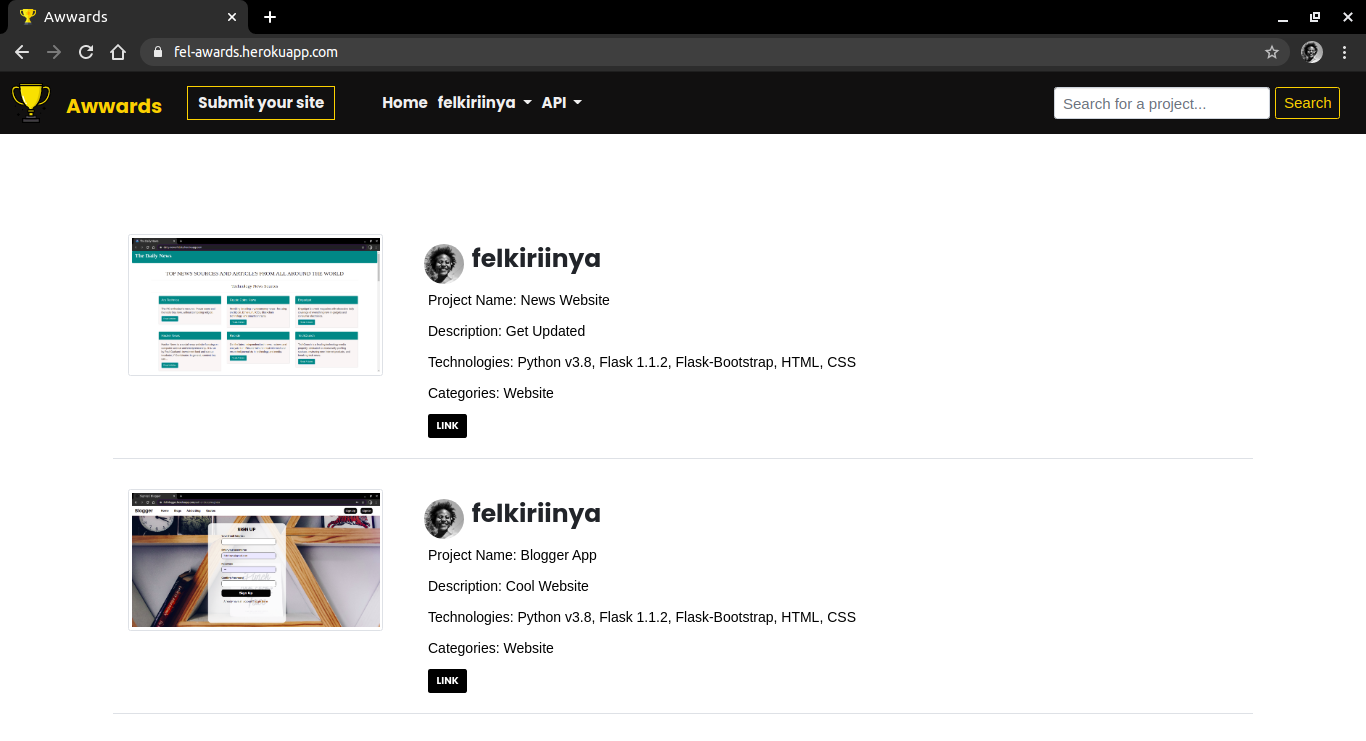 Awwards
fel-awards.herokuapp.com
Awwards
Submit your site
Home felkiriinya API
Search for a project...
Search
The Daily News
TOP NEWS SOURCES AND ARTICLES FROM ALL AROUND THE WORLD
Technology News Sources
felkiriinya
Project Name: News Website
Description: Get Updated
Technologies: Python v3.8, Flask 1.1.2, Flask-Bootstrap, HTML, CSS
Categories: Website
LINK
Blogger
SIGN UP
Sign Up
felkiriinya
Project Name: Blogger App
Description: Cool Website
Technologies: Python v3.8, Flask 1.1.2, Flask-Bootstrap, HTML, CSS
Categories: Website
LINK